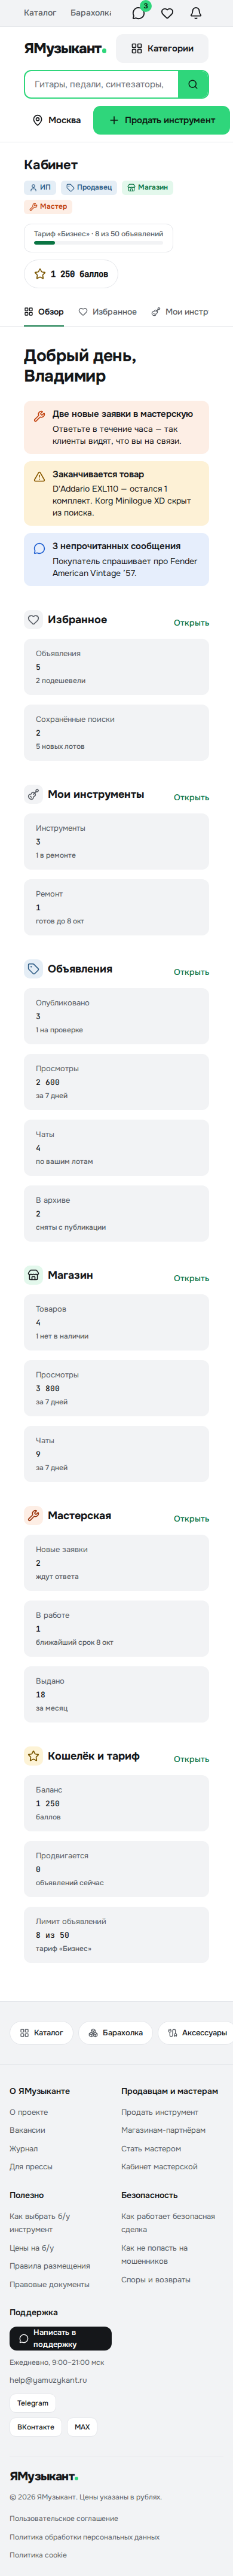 Каталог Барахолка 3
ЯМузыкант. Категории
Гитары, педали, синтезаторы,
Москва + Продать инструмент
Кабинет
ИП Продавец Магазин
Мастер
Тариф «Бизнес» · 8 из 50 объявлений
1 250 баллов
Обзор Избранное Мои инстр
Добрый день,
Владимир
Две новые заявки в мастерскую
Ответьте в течение часа — так
клиенты видят, что вы на связи.
Заканчивается товар
D'Addario EXL110 — остался 1
комплект. Korg Minilogue XD скрыт
из поиска.
3 непрочитанных сообщения
Покупатель спрашивает про Fender
American Vintage '57.
Избранное Открыть
Объявления
5
2 подешевели
Сохранённые поиски
2
5 новых лотов
Мои инструменты Открыть
Инструменты
3
1 в ремонте
Ремонт
1
готов до 8 окт
Объявления Открыть
Опубликовано
3
1 на проверке
Просмотры
2 600
за 7 дней
Чаты
4
по вашим лотам
В архиве
2
сняты с публикации
Магазин Открыть
Товаров
4
1 нет в наличии
Просмотры
3 800
за 7 дней
Чаты
9
за 7 дней
Мастерская Открыть
Новые заявки
2
ждут ответа
В работе
1
ближайший срок 8 окт
Выдано
18
за месяц
Кошелёк и тариф Открыть
Баланс
1 250
баллов
Продвигается
0
объявлений сейчас
Лимит объявлений
8 из 50
тариф «Бизнес»
Каталог Барахолка Аксессуары
О ЯМузыканте Продавцам и мастерам
О проекте Продать инструмент
Вакансии Магазинам-партнёрам
Журнал Стать мастером
Для прессы Кабинет мастерской
Полезно Безопасность
Как выбрать б/у Как работает безопасная
инструмент сделка
Цены на б/у Как не попасть на
мошенников
Правила размещения Споры и возвраты
Правовые документы
Поддержка
Написать в
поддержку
Ежедневно, 9:00–21:00 мск
help@yamuzykant.ru
Telegram
ВКонтакте MAX
ЯМузыкант.
© 2026 ЯМузыкант. Цены указаны в рублях.
Пользовательское соглашение
Политика обработки персональных данных
Политика cookie